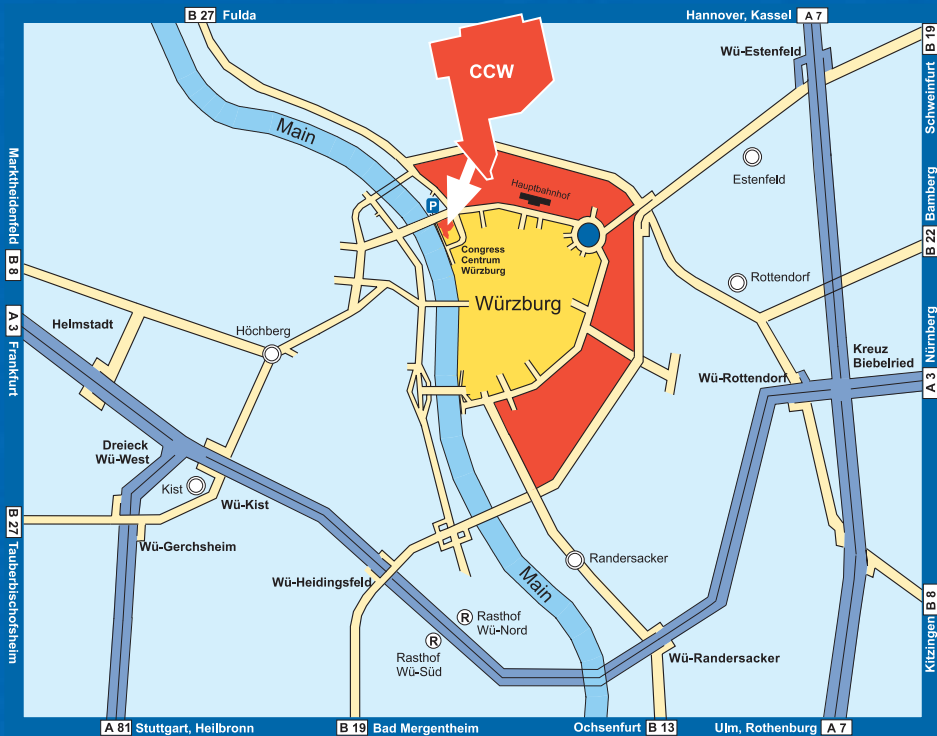 B 27 Fulda
Hannover, Kassel A 7
B 19
Schweinfurt
Wü-Estenfeld
CCW
Main
Estenfeld
Bamberg
B 22
Marktheidenfeld
B 8
Hauptbahnhof
P
Congress
Centrum
Würzburg
Rottendorf
Würzburg
A 3
Frankfurt
Helmstadt
Höchberg
Kreuz
Biebelried
Nürnberg
A 3
Wü-Rottendorf
Dreieck
Wü-West
Kist
Wü-Kist
B 27
Tauberbischofsheim
Wü-Gerchsheim
Wü-Heidingsfeld
Randersacker
Main
B 8
Kitzingen
R
Rasthof
Wü-Nord
R
Rasthof
Wü-Süd
Wü-Randersacker
A 81 Stuttgart, Heilbronn
B 19 Bad Mergentheim
Ochsenfurt B 13
Ulm, Rothenburg A 7